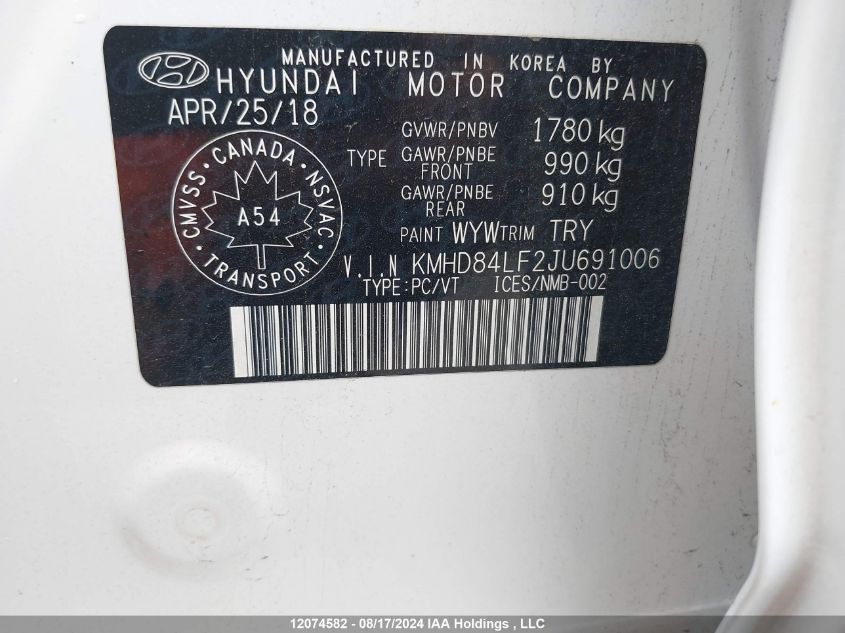 MANUFACTURED IN KOREA BY
HYUNDAI MOTOR COMPANY
APR/25/18
GVWR/PNBV 1780 kg
TYPE GAWR/PNBE FRONT 990 kg
GAWR/PNBE REAR 910 kg
PAINT WYW TRIM TRY
CMVSS · CANADA · NSVAC
A54
TRANSPORT
V.I.N KMHD84LF2JU691006
TYPE:PC/VT ICES/NMB-002
12074582 - 08/17/2024 IAA Holdings , LLC